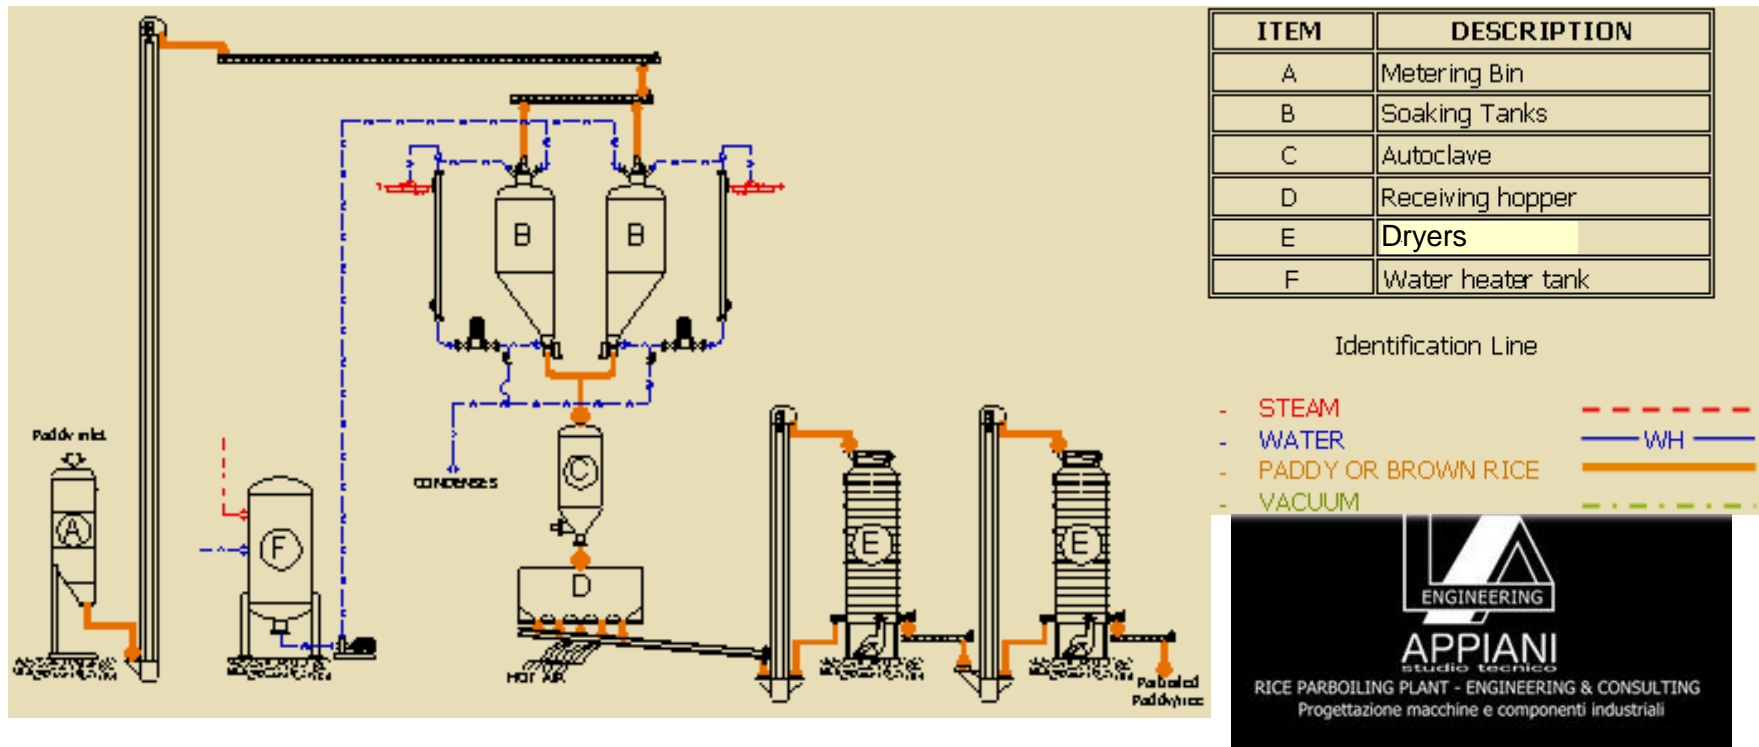 ITEM DESCRIPTION
A Metering Bin
B Soaking Tanks
C Autoclave
D Receiving hopper
E Dryers
F Water heater tank
Identification Line
- STEAM
- WATER WH
- PADDY OR BROWN RICE
- VACUUM
B B
Paddy inlet
CONDENSES
A
F
C
D
E E
HOT AIR
Parboiled
Paddy/rice
ENGINEERING
APPIANI
studio tecnico
RICE PARBOILING PLANT - ENGINEERING & CONSULTING
Progettazione macchine e componenti industriali